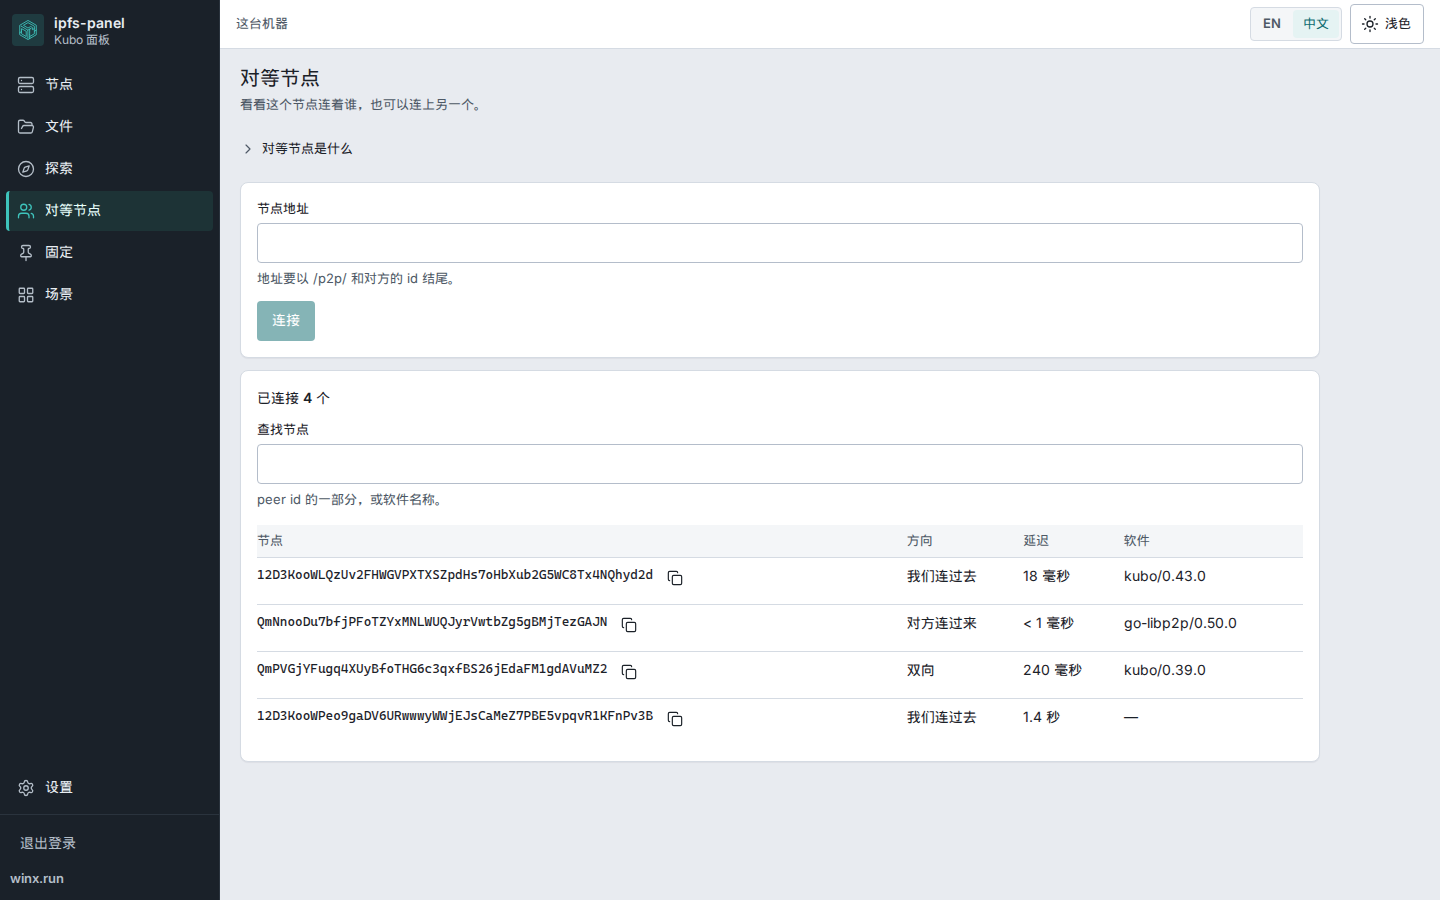 ipfs-panel
Kubo 面板
节点
文件
探索
对等节点
固定
场景
设置
退出登录
winx.run
这台机器
EN
中文
浅色
对等节点
看看这个节点连着谁，也可以连上另一个。
对等节点是什么
节点地址
地址要以 /p2p/ 和对方的 id 结尾。
连接
已连接 4 个
查找节点
peer id 的一部分，或软件名称。
节点 方向 延迟 软件
12D3KooWLQzUv2FHWGVPXTXSZpdHs7oHbXub2G5WC8Tx4NQhyd2d 我们连过去 18 毫秒 kubo/0.43.0
QmNnooDu7bfjPFoTZYxMNLWUQJyrVwtbZg5gBMjTezGAJN 对方连过来 < 1 毫秒 go-libp2p/0.50.0
QmPVGjYFugq4XUyBfoTHG6c3qxfBS26jEdaFM1gdAVuMZ2 双向 240 毫秒 kubo/0.39.0
12D3KooWPeo9gaDV6URwwwyWWjEJsCaMeZ7PBE5vpqvR1KFnPv3B 我们连过去 1.4 秒 —